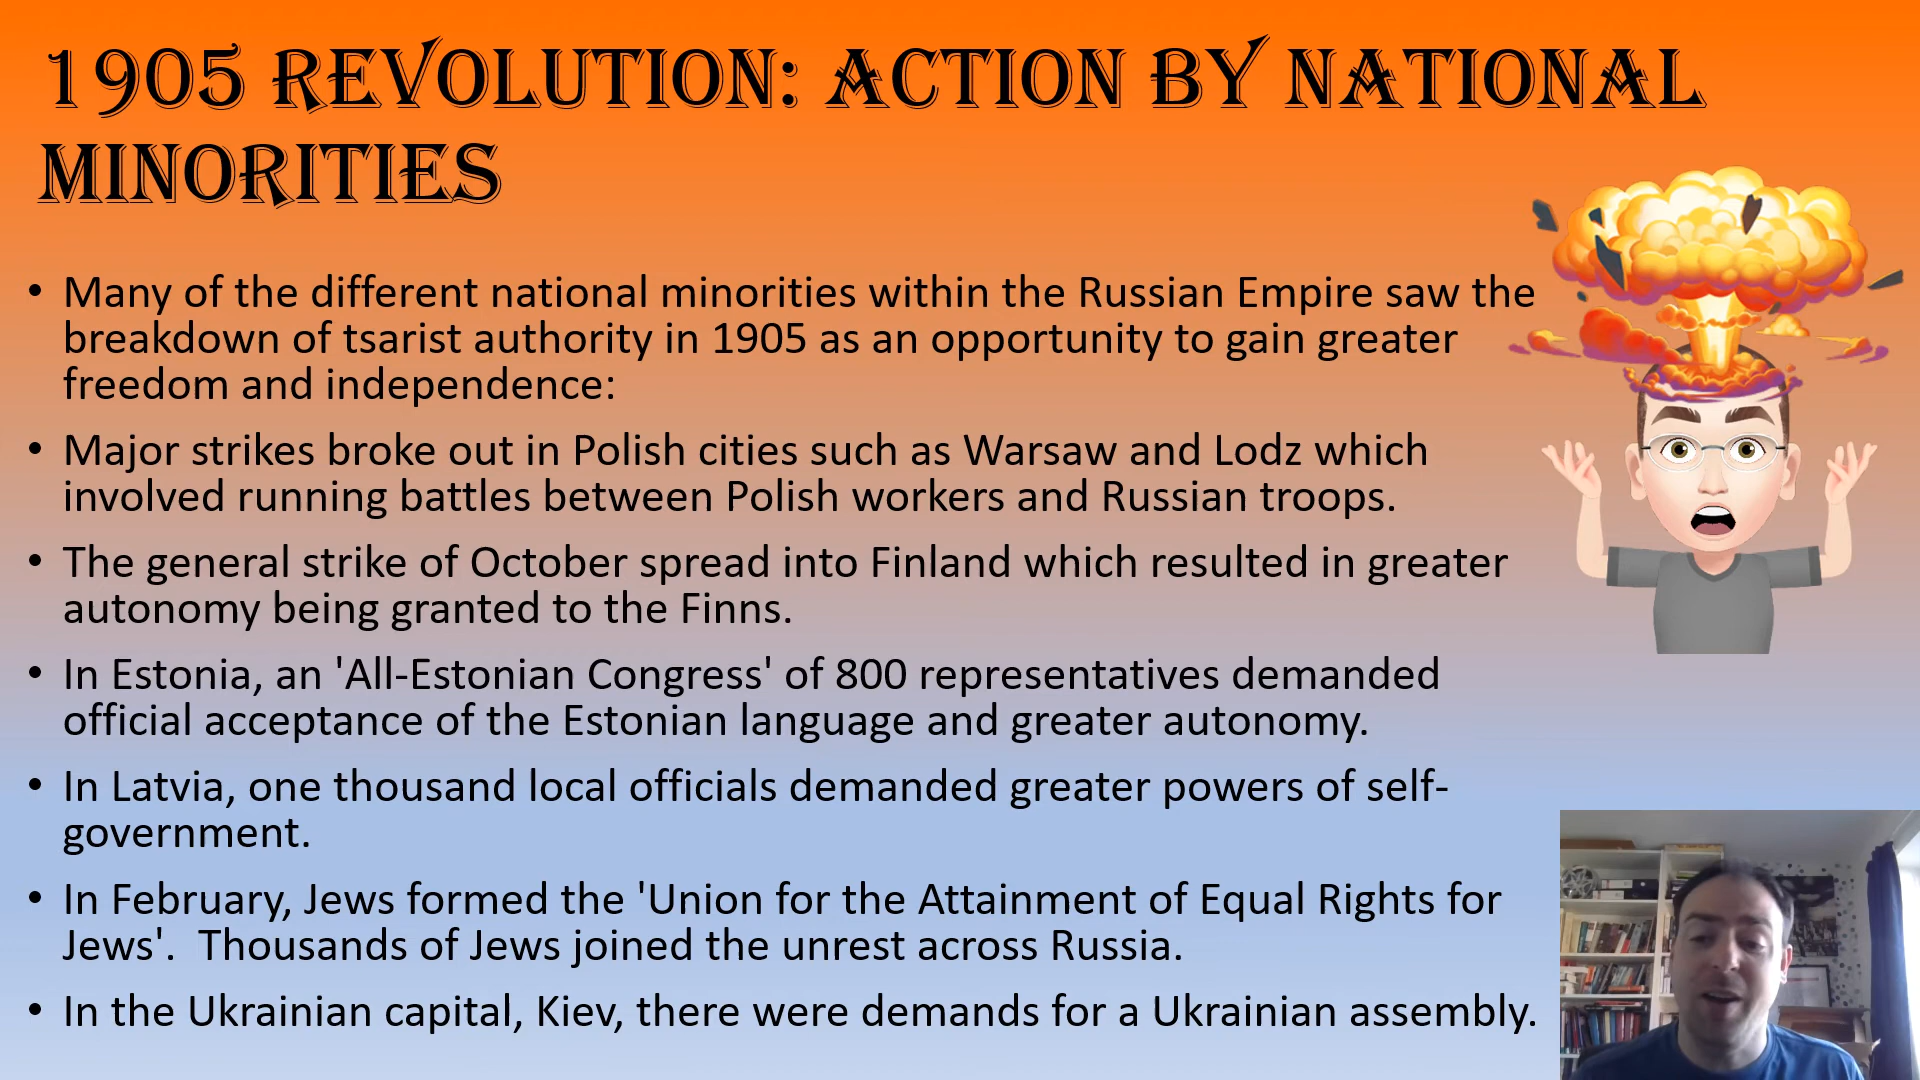 1905 Revolution: Action by National
Minorities
• Many of the different national minorities within the Russian Empire saw the
breakdown of tsarist authority in 1905 as an opportunity to gain greater
freedom and independence:
• Major strikes broke out in Polish cities such as Warsaw and Lodz which
involved running battles between Polish workers and Russian troops.
• The general strike of October spread into Finland which resulted in greater
autonomy being granted to the Finns.
• In Estonia, an 'All-Estonian Congress' of 800 representatives demanded
official acceptance of the Estonian language and greater autonomy.
• In Latvia, one thousand local officials demanded greater powers of self-
government.
• In February, Jews formed the 'Union for the Attainment of Equal Rights for
Jews'.  Thousands of Jews joined the unrest across Russia.
• In the Ukrainian capital, Kiev, there were demands for a Ukrainian assembly.